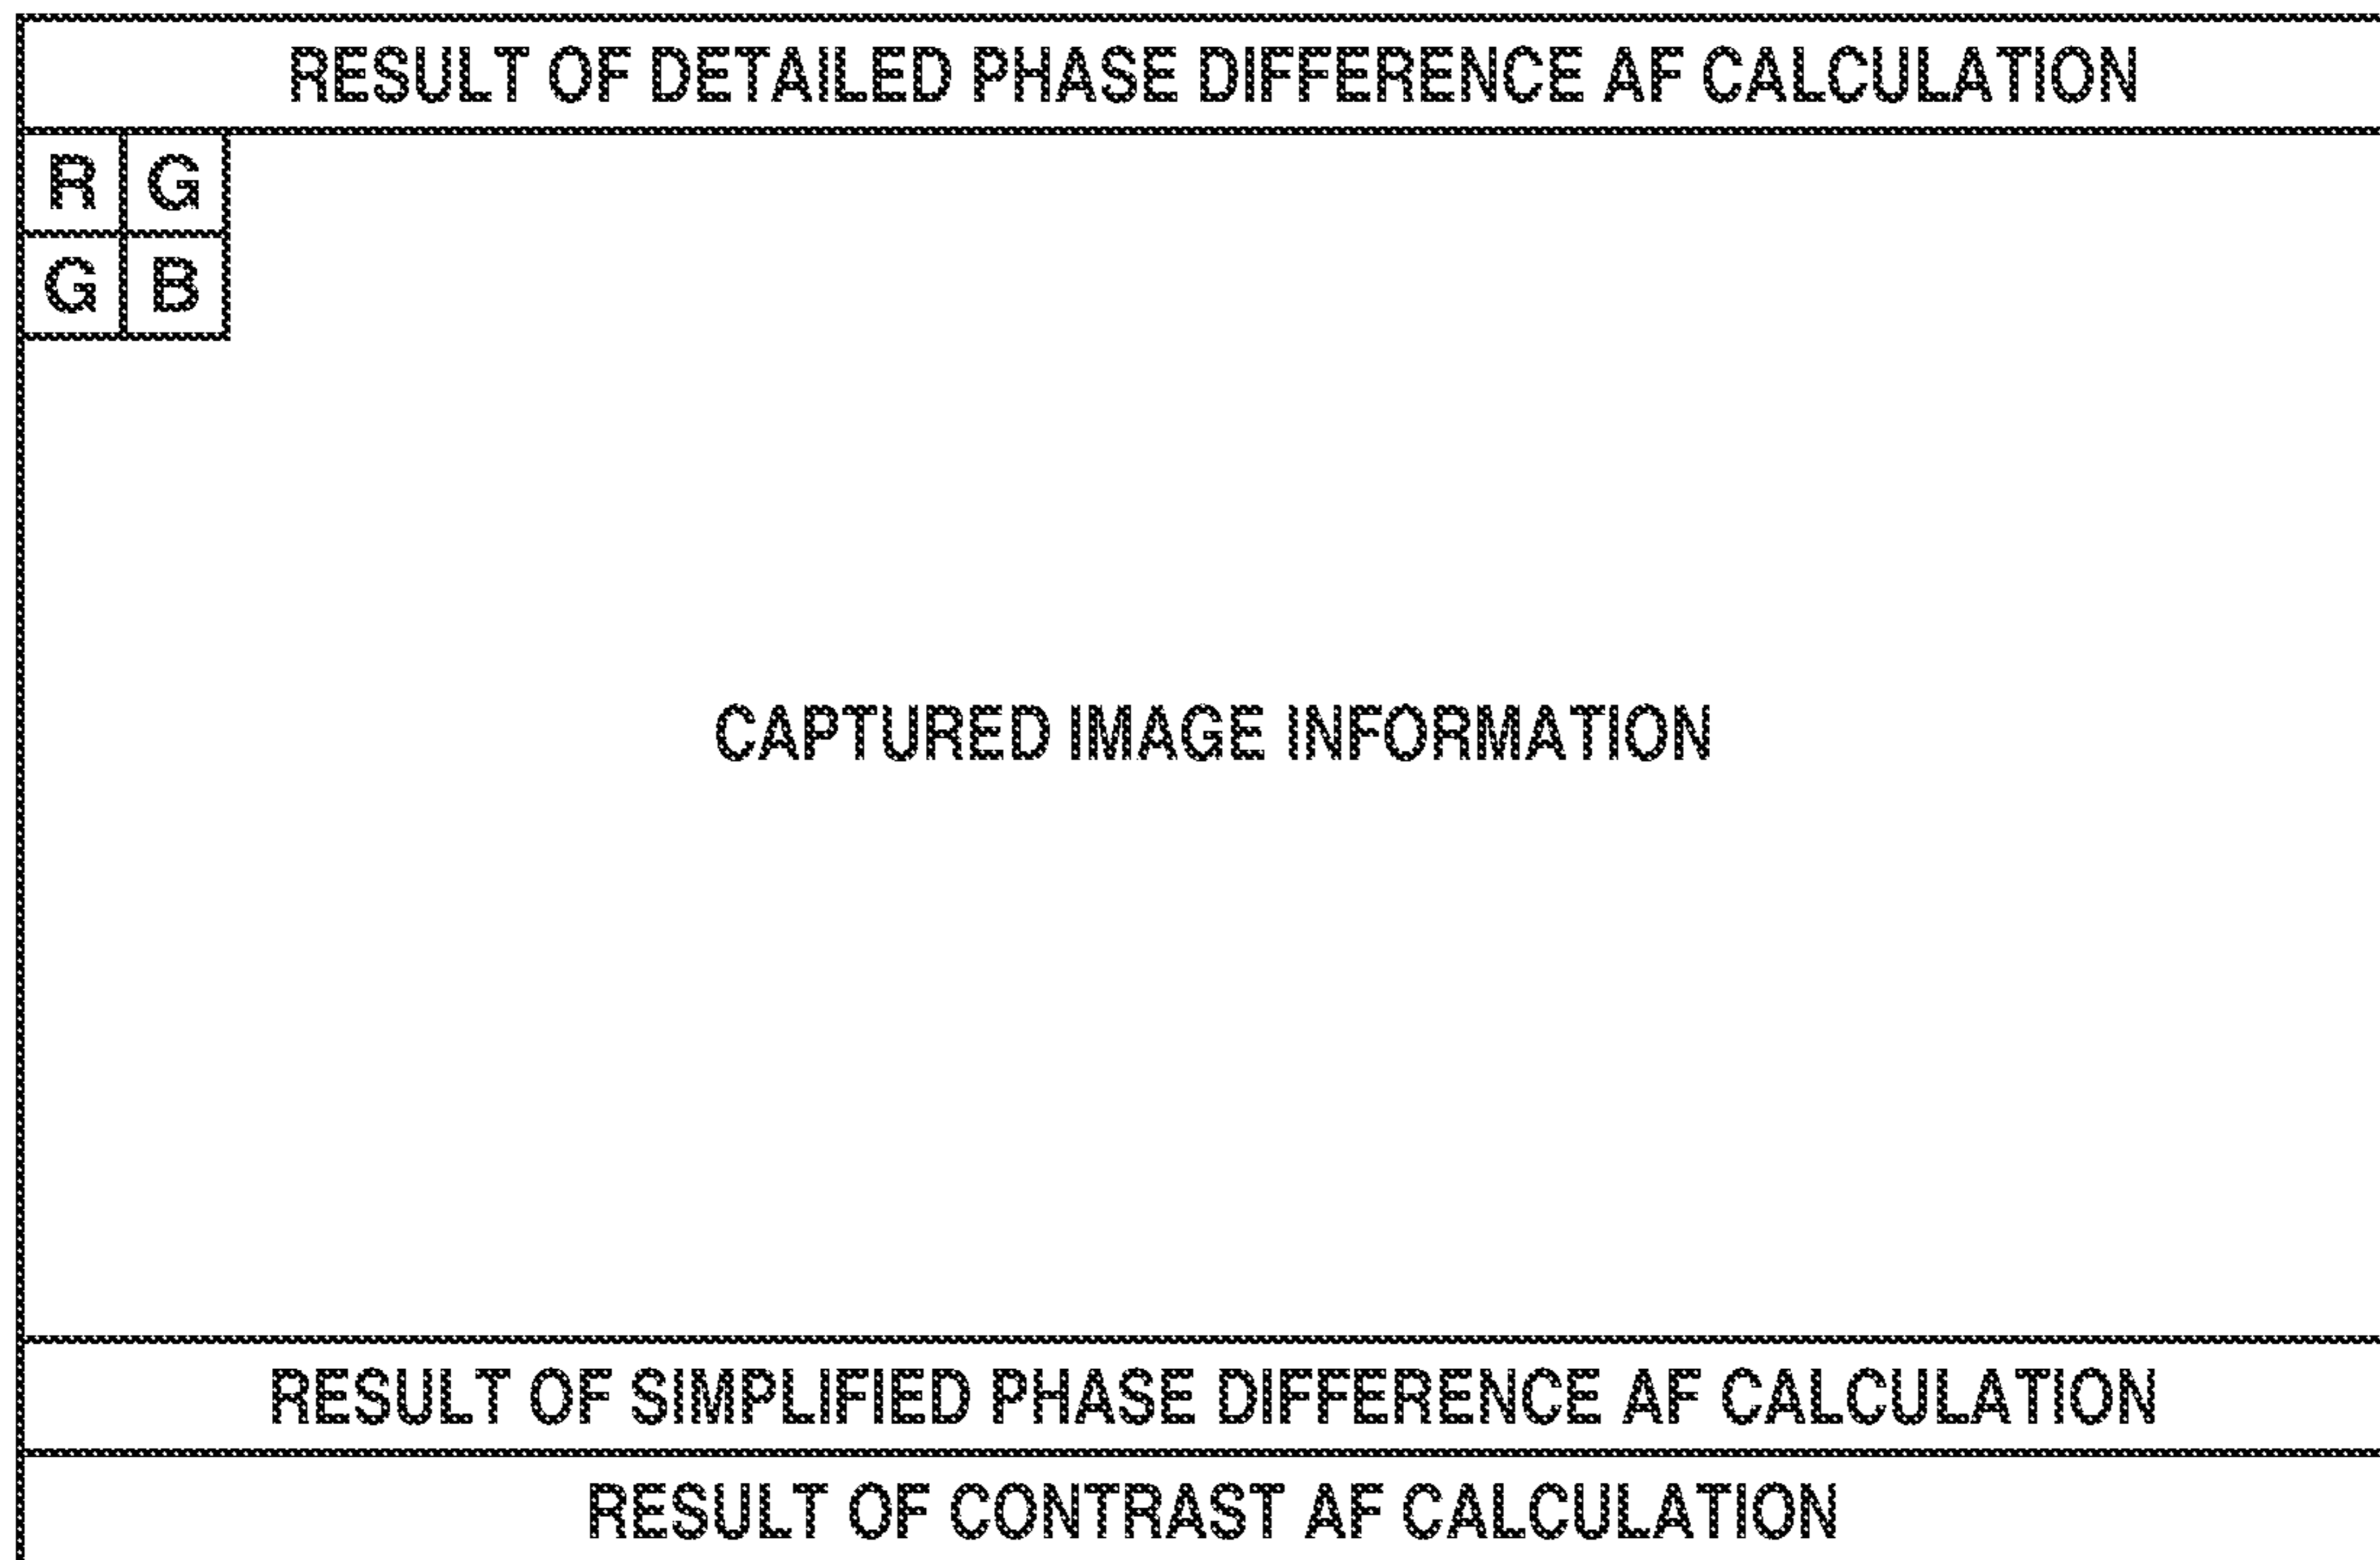 RESULT OF DETAILED PHASE DIFFERENCE AF CALCULATION
R G
G B
CAPTURED IMAGE INFORMATION
RESULT OF SIMPLIFIED PHASE DIFFERENCE AF CALCULATION
RESULT OF CONTRAST AF CALCULATION